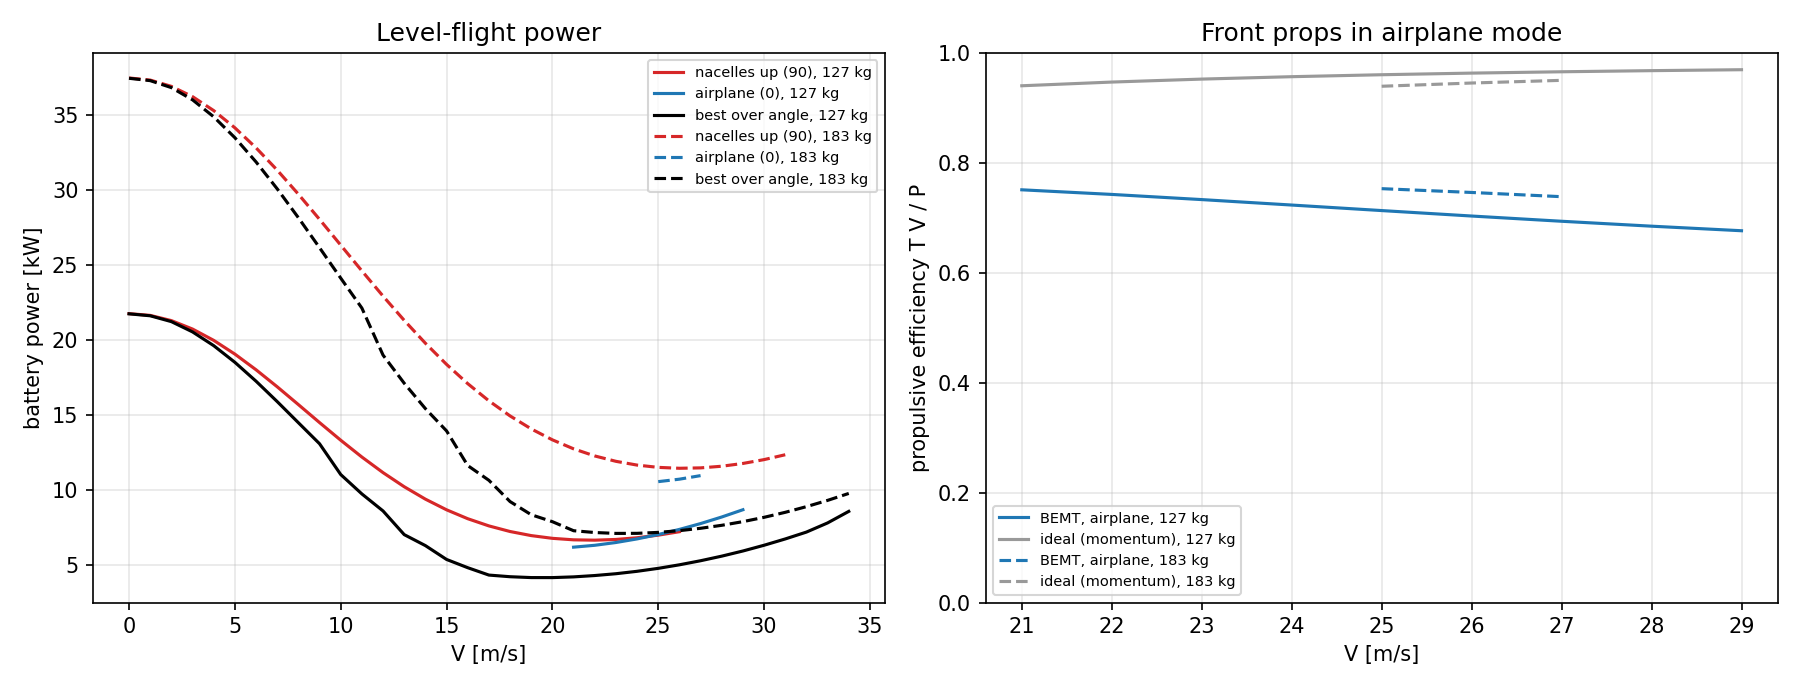 Level-flight power
battery power [kW]
35
30
25
20
15
10
5
0
5
10
15
20
25
30
35
V [m/s]
nacelles up (90), 127 kg
airplane (0), 127 kg
best over angle, 127 kg
nacelles up (90), 183 kg
airplane (0), 183 kg
best over angle, 183 kg
Front props in airplane mode
propulsive efficiency T V / P
1.0
0.8
0.6
0.4
0.2
0.0
21
22
23
24
25
26
27
28
29
V [m/s]
BEMT, airplane, 127 kg
ideal (momentum), 127 kg
BEMT, airplane, 183 kg
ideal (momentum), 183 kg